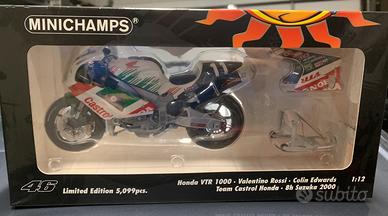 MINICHAMPS
Castrol
46
Limited Edition 5,099pcs.
Honda VTR 1000 · Valentino Rossi · Colin Edwards
Team Castrol Honda · 8h Suzuka 2000
1:12
subito